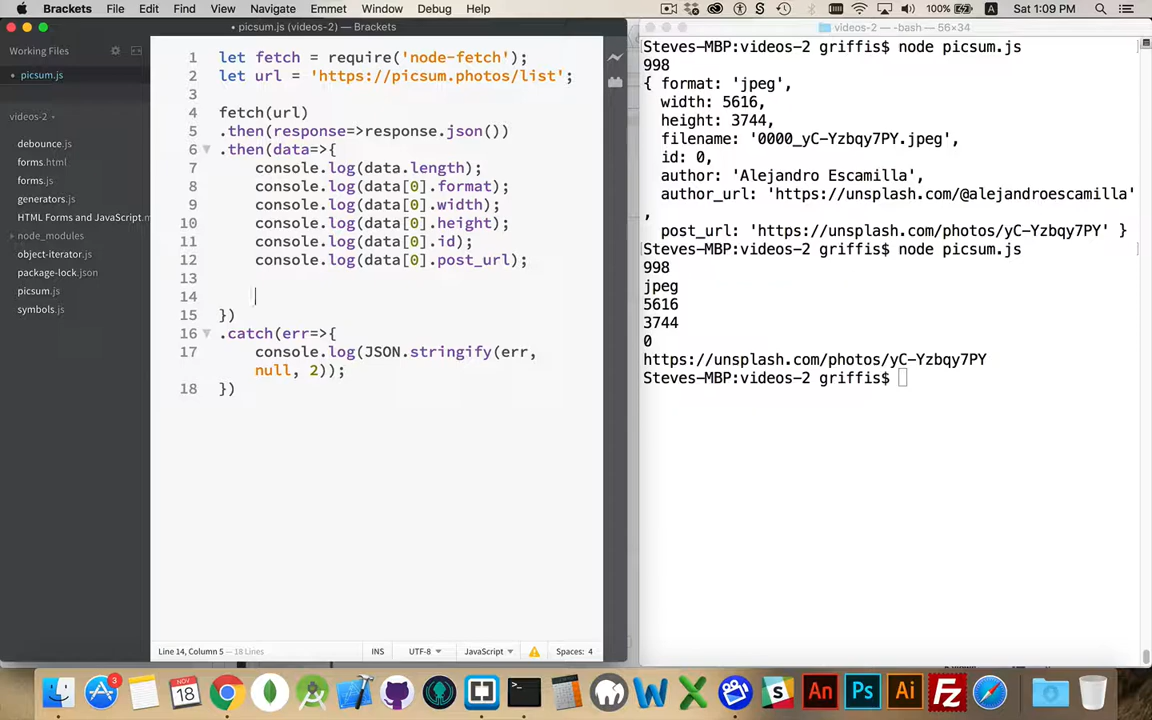 Brackets File Edit Find View Navigate Emmet Window Debug Help 100% Sat 1:09 PM
• picsum.js (videos-2) — Brackets
videos-2 — -bash — 56×34
Working Files
• picsum.js
videos-2
debounce.js
forms.html
forms.js
generators.js
HTML Forms and JavaScript.m
node_modules
object-iterator.js
package-lock.json
picsum.js
symbols.js
1 let fetch = require('node-fetch');
2 let url = 'https://picsum.photos/list';
3
4 fetch(url)
5 .then(response=>response.json())
6 .then(data=>{
7 console.log(data.length);
8 console.log(data[0].format);
9 console.log(data[0].width);
10 console.log(data[0].height);
11 console.log(data[0].id);
12 console.log(data[0].post_url);
13
14
15 })
16 .catch(err=>{
17 console.log(JSON.stringify(err,
null, 2));
18 })
Line 14, Column 5 — 18 Lines INS UTF-8 JavaScript Spaces: 4
Steves-MBP:videos-2 griffis$ node picsum.js
998
{ format: 'jpeg',
width: 5616,
height: 3744,
filename: '0000_yC-Yzbqy7PY.jpeg',
id: 0,
author: 'Alejandro Escamilla',
author_url: 'https://unsplash.com/@alejandroescamilla'
,
post_url: 'https://unsplash.com/photos/yC-Yzbqy7PY' }
Steves-MBP:videos-2 griffis$ node picsum.js
998
jpeg
5616
3744
0
https://unsplash.com/photos/yC-Yzbqy7PY
Steves-MBP:videos-2 griffis$
3
NOV
18
W
X
S
An
Ps
Ai
Fz